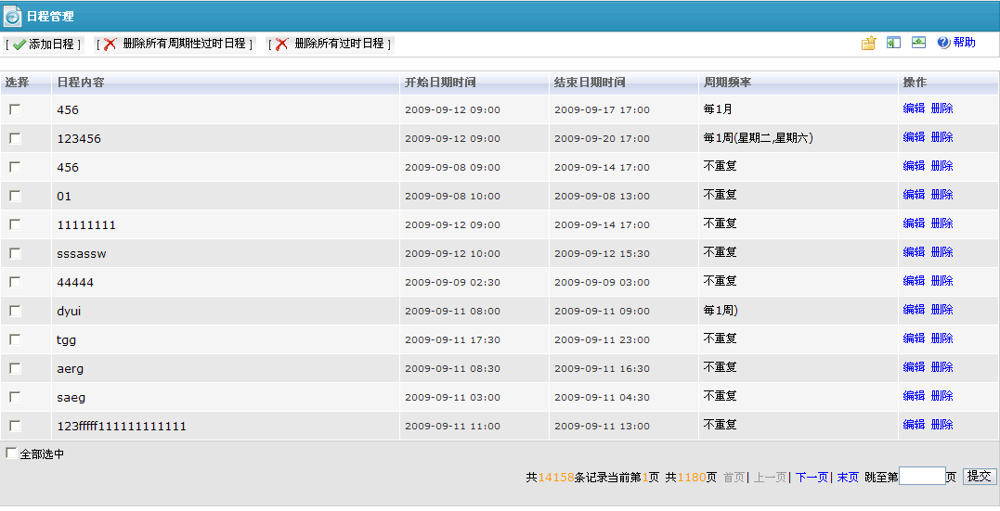 日程管理
[ 添加日程 ] [ 删除所有周期性过时日程 ] [ 删除所有过时日程 ] 帮助
选择 日程内容 开始日期时间 结束日期时间 周期频率 操作
456 2009-09-12 09:00 2009-09-17 17:00 每1月 编辑 删除
123456 2009-09-12 09:00 2009-09-20 17:00 每1周(星期二,星期六) 编辑 删除
456 2009-09-08 09:00 2009-09-14 17:00 不重复 编辑 删除
01 2009-09-08 10:00 2009-09-08 13:00 不重复 编辑 删除
11111111 2009-09-12 09:00 2009-09-14 17:00 不重复 编辑 删除
sssassw 2009-09-12 10:00 2009-09-12 15:30 不重复 编辑 删除
44444 2009-09-09 02:30 2009-09-09 03:00 不重复 编辑 删除
dyui 2009-09-11 08:00 2009-09-11 09:00 每1周) 编辑 删除
tgg 2009-09-11 17:30 2009-09-11 23:00 不重复 编辑 删除
aerg 2009-09-11 08:30 2009-09-11 16:30 不重复 编辑 删除
saeg 2009-09-11 03:00 2009-09-11 04:30 不重复 编辑 删除
123fffff111111111111 2009-09-11 11:00 2009-09-11 13:00 不重复 编辑 删除
全部选中
共14158条记录当前第1页 共1180页 首页| 上一页| 下一页| 末页 跳至第 页 提交